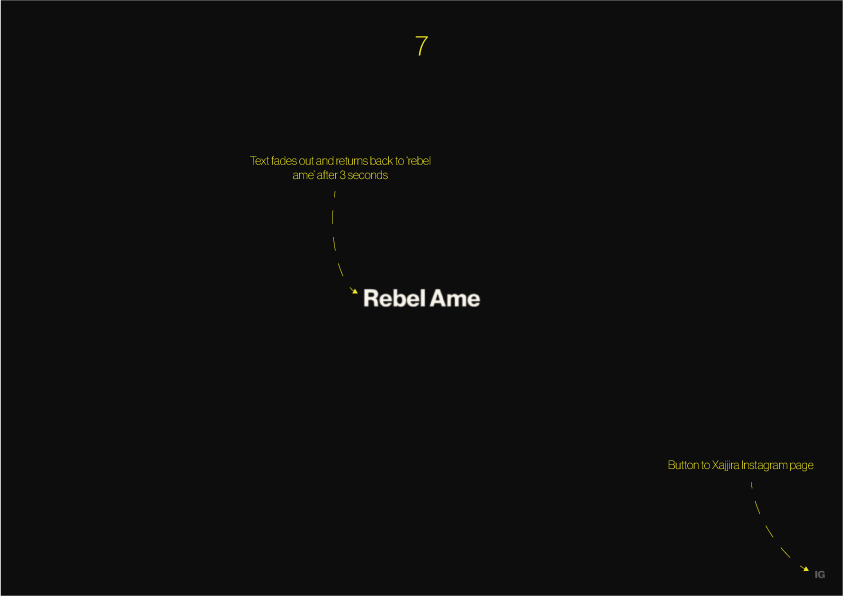 7
Text fades out and returns back to 'rebel
ame' after 3 seconds
Rebel Ame
Button to Xajjira Instagram page
IG